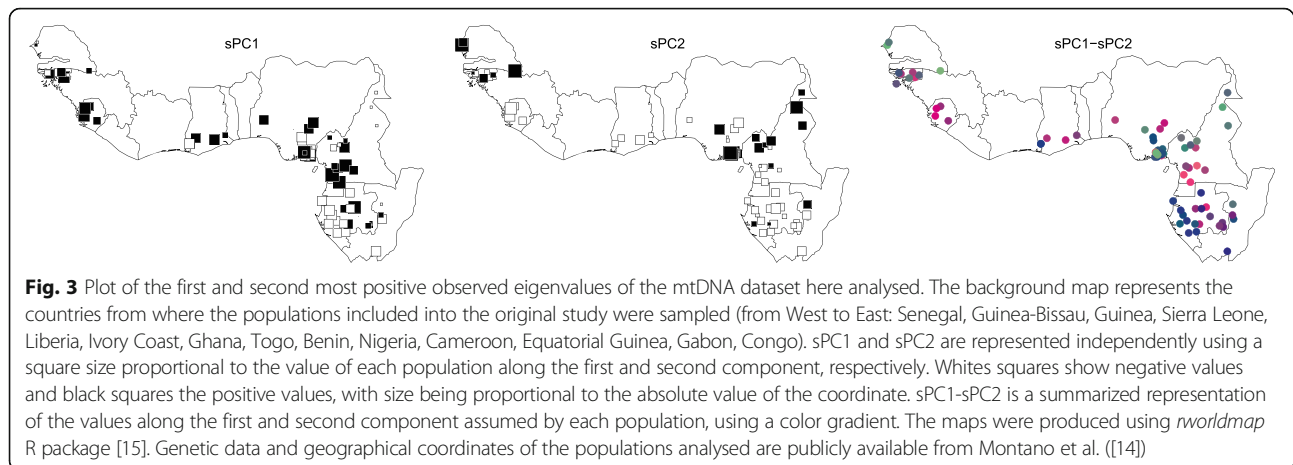 sPC1
sPC2
sPC1−sPC2
Fig. 3 Plot of the first and second most positive observed eigenvalues of the mtDNA dataset here analysed. The background map represents the
countries from where the populations included into the original study were sampled (from West to East: Senegal, Guinea-Bissau, Guinea, Sierra Leone,
Liberia, Ivory Coast, Ghana, Togo, Benin, Nigeria, Cameroon, Equatorial Guinea, Gabon, Congo). sPC1 and sPC2 are represented independently using a
square size proportional to the value of each population along the first and second component, respectively. Whites squares show negative values
and black squares the positive values, with size being proportional to the absolute value of the coordinate. sPC1-sPC2 is a summarized representation
of the values along the first and second component assumed by each population, using a color gradient. The maps were produced using rworldmap
R package [15]. Genetic data and geographical coordinates of the populations analysed are publicly available from Montano et al. ([14])